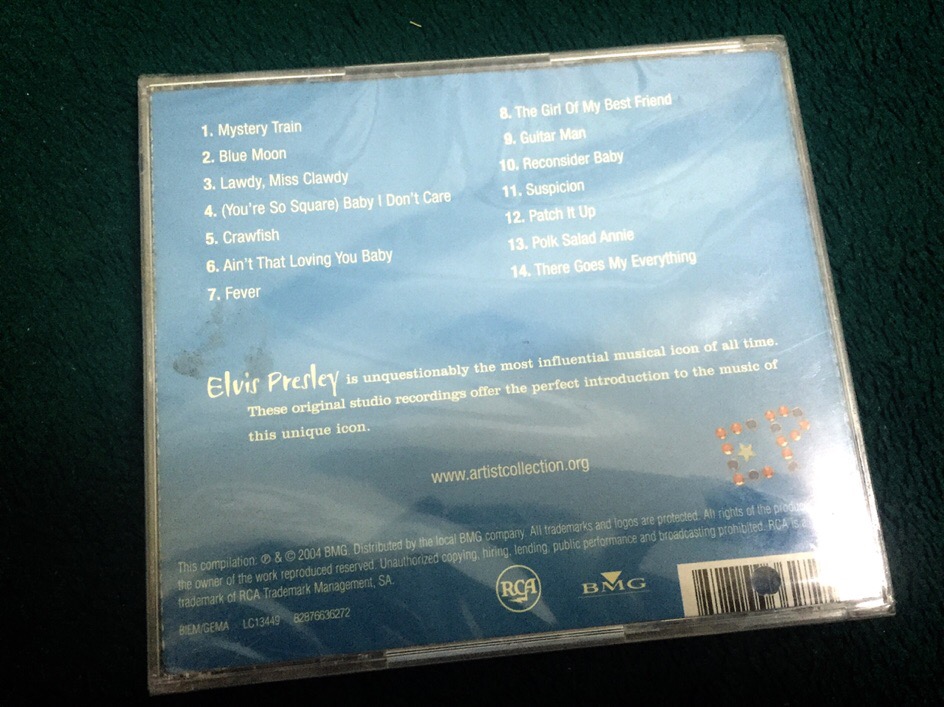 1. Mystery Train
2. Blue Moon
3. Lawdy, Miss Clawdy
4. (You're So Square) Baby I Don't Care
5. Crawfish
6. Ain't That Loving You Baby
7. Fever
8. The Girl Of My Best Friend
9. Guitar Man
10. Reconsider Baby
11. Suspicion
12. Patch It Up
13. Polk Salad Annie
14. There Goes My Everything
Elvis Presley is unquestionably the most influential musical icon of all time.
These original studio recordings offer the perfect introduction to the music of
this unique icon.
www.artistcollection.org
EP
This compilation: ℗ & © 2004 BMG. Distributed by the local BMG company. All trademarks and logos are protected. All rights of the
the owner of the work reproduced reserved. Unauthorized copying, hiring, lending, public performance and broadcasting prohibited. RCA is a
trademark of RCA Trademark Management, SA.
BIEM/GEMA LC13449 82876636272
RCA
BMG